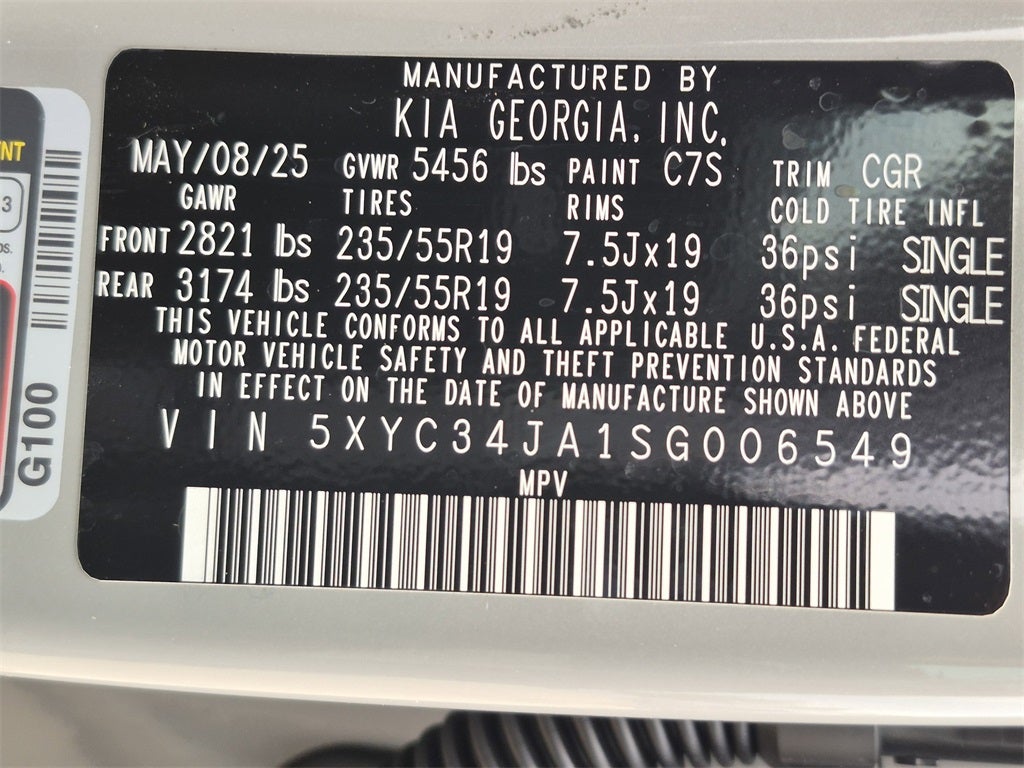 MANUFACTURED BY
KIA GEORGIA, INC.
MAY/08/25 GVWR 5456 lbs PAINT C7S TRIM CGR
GAWR TIRES RIMS COLD TIRE INFL
FRONT 2821 lbs 235/55R19 7.5Jx19 36psi SINGLE
REAR 3174 lbs 235/55R19 7.5Jx19 36psi SINGLE
THIS VEHICLE CONFORMS TO ALL APPLICABLE U.S.A. FEDERAL
MOTOR VEHICLE SAFETY AND THEFT PREVENTION STANDARDS
IN EFFECT ON THE DATE OF MANUFACTURE SHOWN ABOVE
VIN 5XYC34JA1SG006549
MPV
G100
3